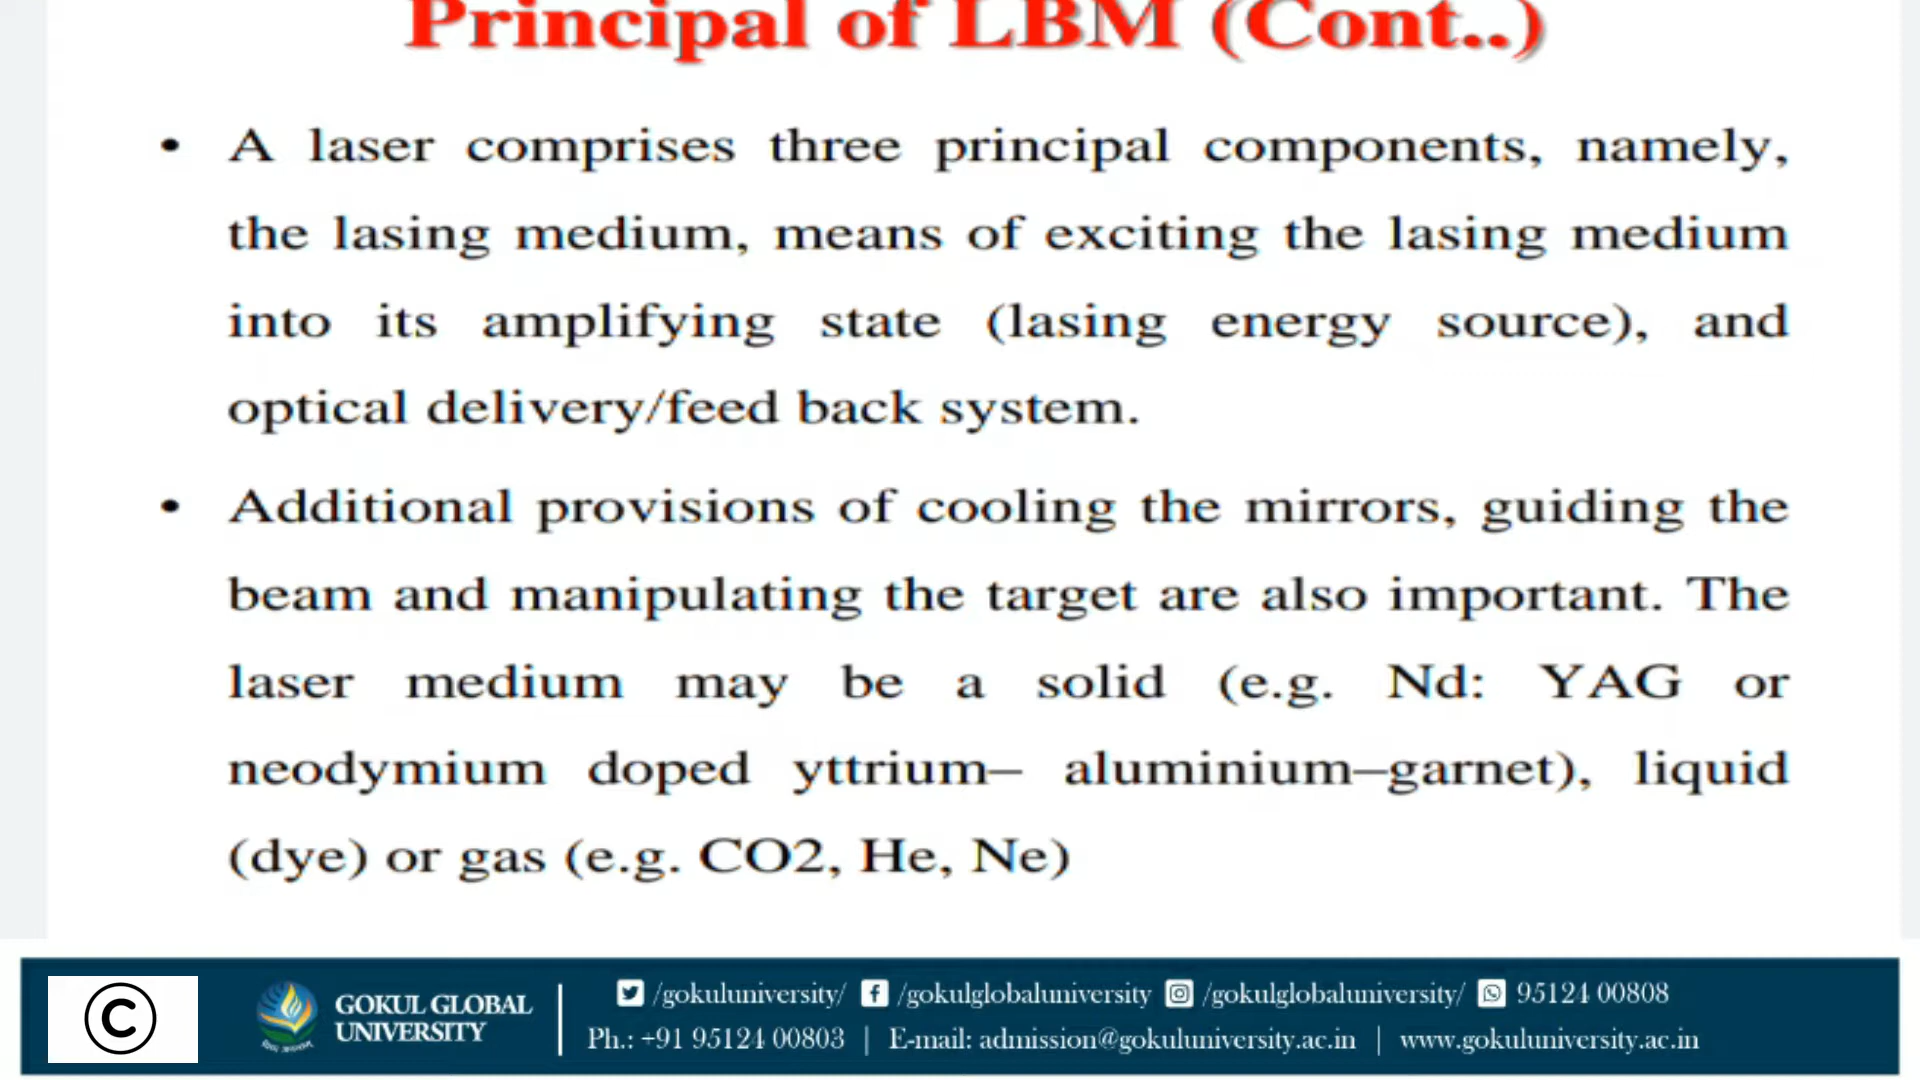 Principal of LBM (Cont..)
• A laser comprises three principal components, namely,
the lasing medium, means of exciting the lasing medium
into its amplifying state (lasing energy source), and
optical delivery/feed back system.
• Additional provisions of cooling the mirrors, guiding the
beam and manipulating the target are also important. The
laser medium may be a solid (e.g. Nd: YAG or
neodymium doped yttrium– aluminium–garnet), liquid
(dye) or gas (e.g. CO2, He, Ne)
©
GOKUL GLOBAL
UNIVERSITY
/gokuluniversity/ /gokulglobaluniversity /gokulglobaluniversity/ 95124 00808
Ph.: +91 95124 00803 | E-mail: admission@gokuluniversity.ac.in | www.gokuluniversity.ac.in